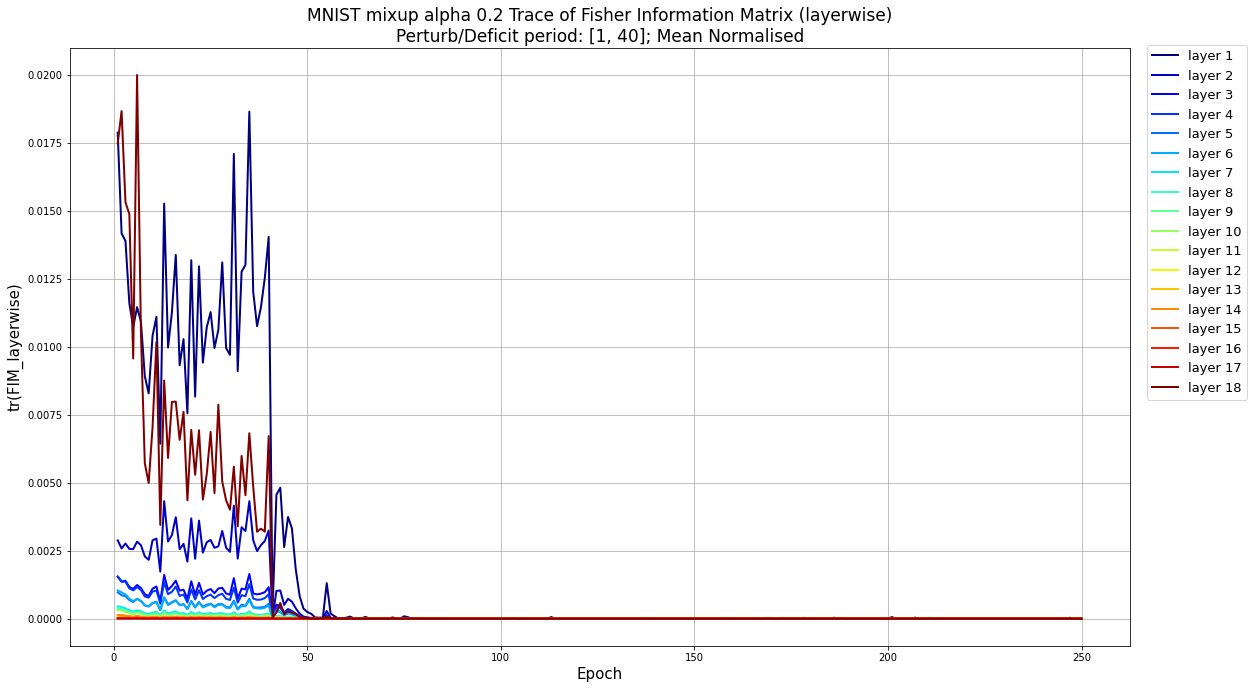 MNIST mixup alpha 0.2 Trace of Fisher Information Matrix (layerwise)
Perturb/Deficit period: [1, 40]; Mean Normalised
tr(FIM_layerwise)
0.0200
0.0175
0.0150
0.0125
0.0100
0.0075
0.0050
0.0025
0.0000
0
50
100
150
200
250
Epoch
layer 1
layer 2
layer 3
layer 4
layer 5
layer 6
layer 7
layer 8
layer 9
layer 10
layer 11
layer 12
layer 13
layer 14
layer 15
layer 16
layer 17
layer 18